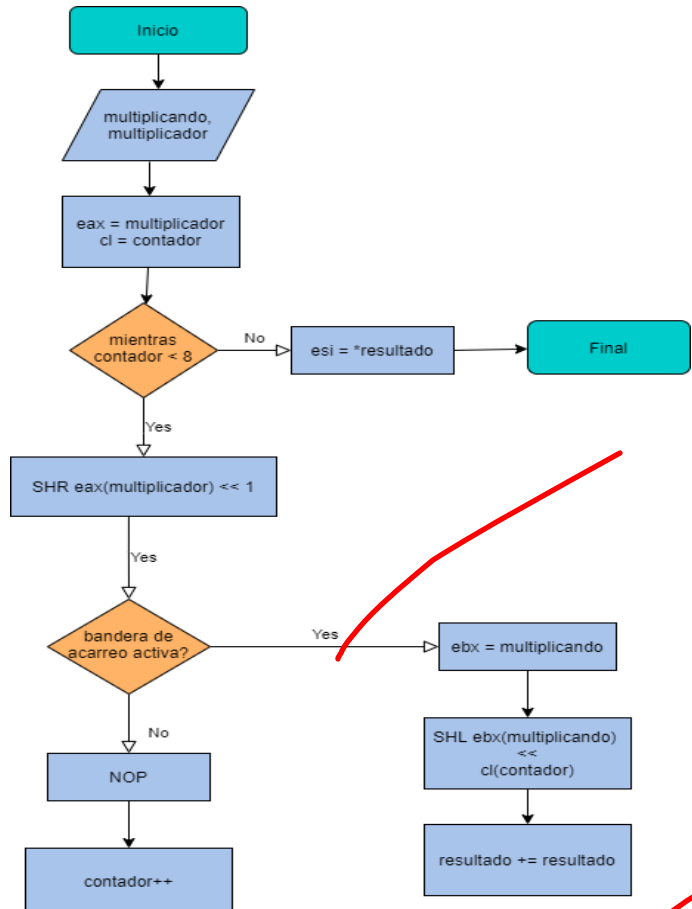 Inicio
multiplicando,
multiplicador
eax = multiplicador
cl = contador
mientras
contador < 8
No
esi = *resultado
Final
Yes
SHR eax(multiplicador) << 1
Yes
bandera de
acarreo activa?
Yes
ebx = multiplicando
No
SHL ebx(multiplicando)
<<
cl(contador)
NOP
resultado += resultado
contador++